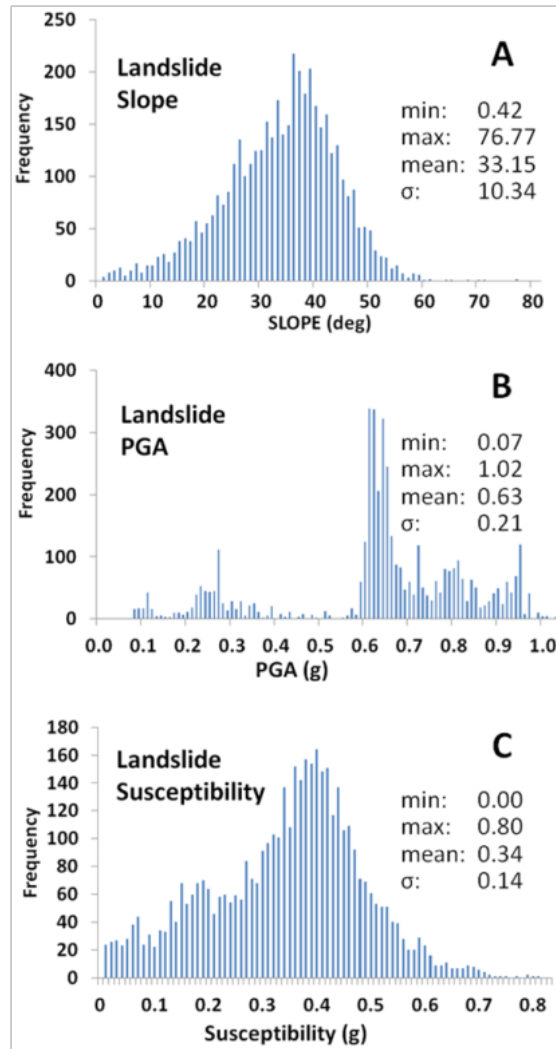 250
200
150
100
50
0
Frequency
Landslide
Slope
A
min: 0.42
max: 76.77
mean: 33.15
σ: 10.34
0 10 20 30 40 50 60 70 80
SLOPE (deg)
400
300
200
100
0
Frequency
Landslide
PGA
B
min: 0.07
max: 1.02
mean: 0.63
σ: 0.21
0.0 0.1 0.2 0.3 0.4 0.5 0.6 0.7 0.8 0.9 1.0
PGA (g)
180
160
140
120
100
80
60
40
20
0
Frequency
Landslide
Susceptibility
C
min: 0.00
max: 0.80
mean: 0.34
σ: 0.14
0 0.1 0.2 0.3 0.4 0.5 0.6 0.7 0.8
Susceptibility (g)